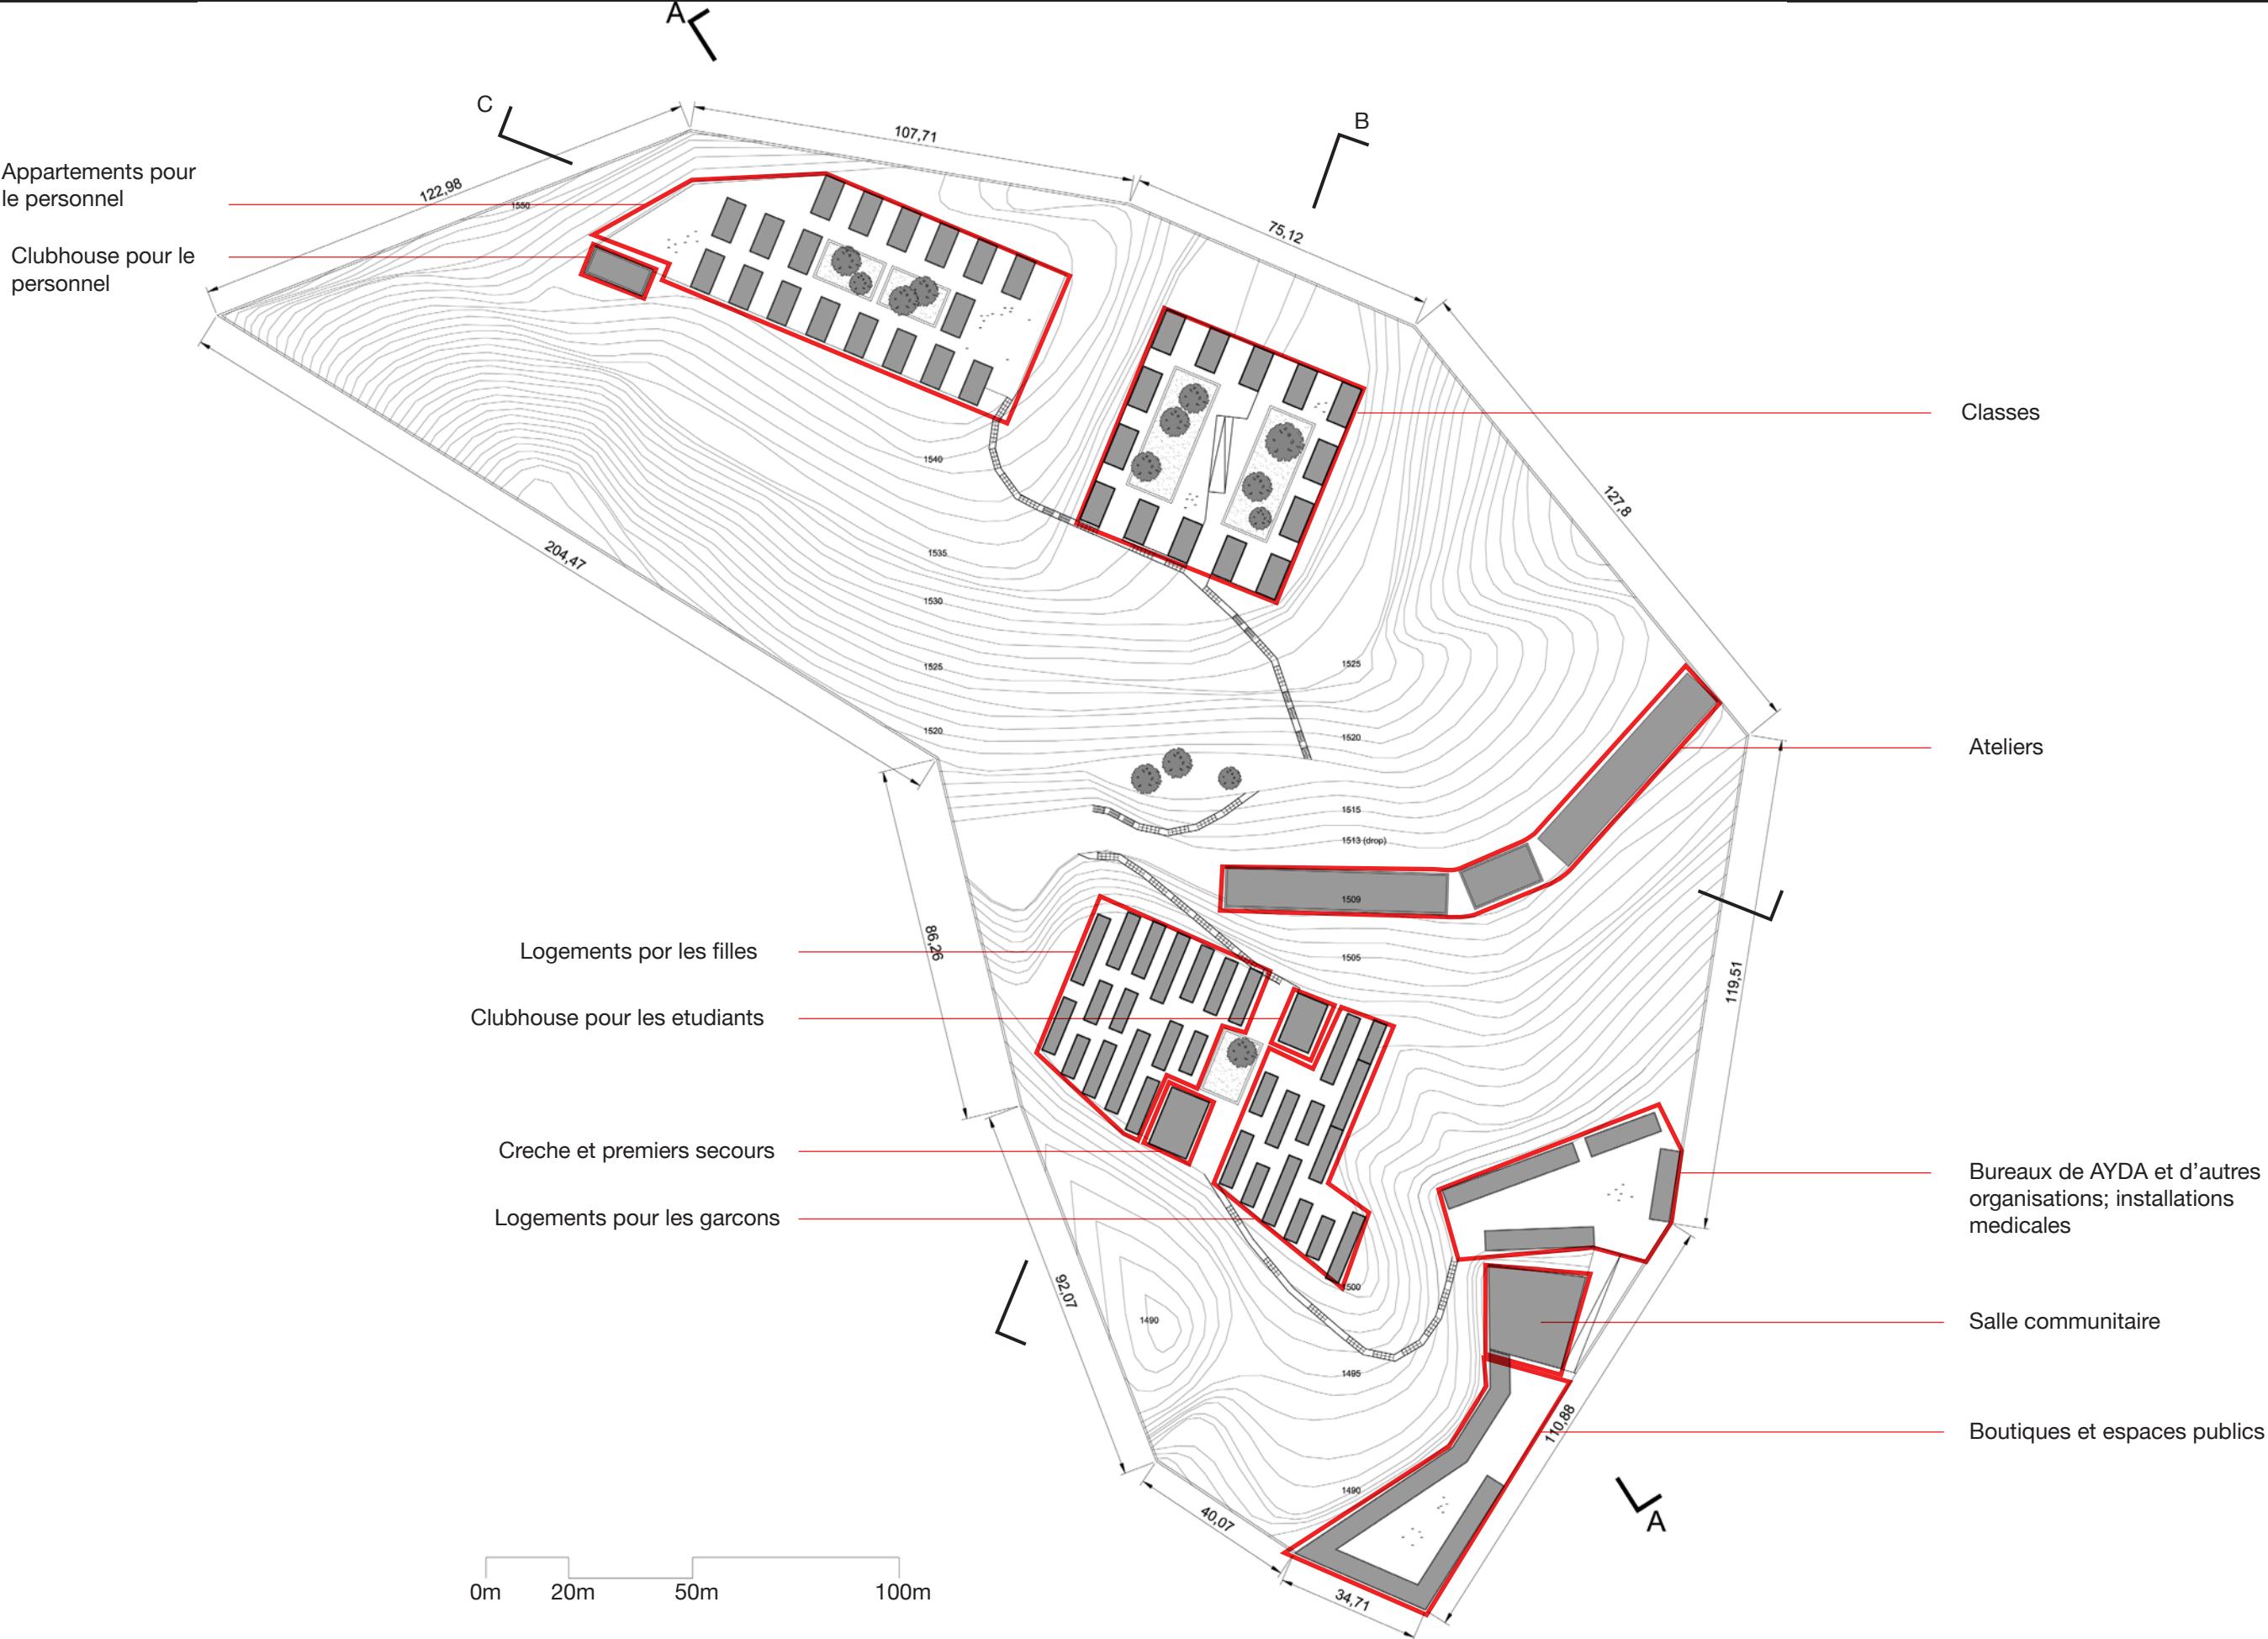 A
C
B
107,71
122,98
Appartements pour
le personnel
1550
75,12
Clubhouse pour le
personnel
Classes
1540
127,8
204,47
1535
1530
1525
1525
1520
1520
Ateliers
1515
1513 (drop)
1509
86,26
Logements por les filles
1505
119,51
Clubhouse pour les etudiants
Creche et premiers secours
Bureaux de AYDA et d’autres
organisations; installations
medicales
Logements pour les garcons
1500
92,07
1490
Salle communitaire
1495
110,88
Boutiques et espaces publics
1490
40,07
A
0m
20m
50m
100m
34,71